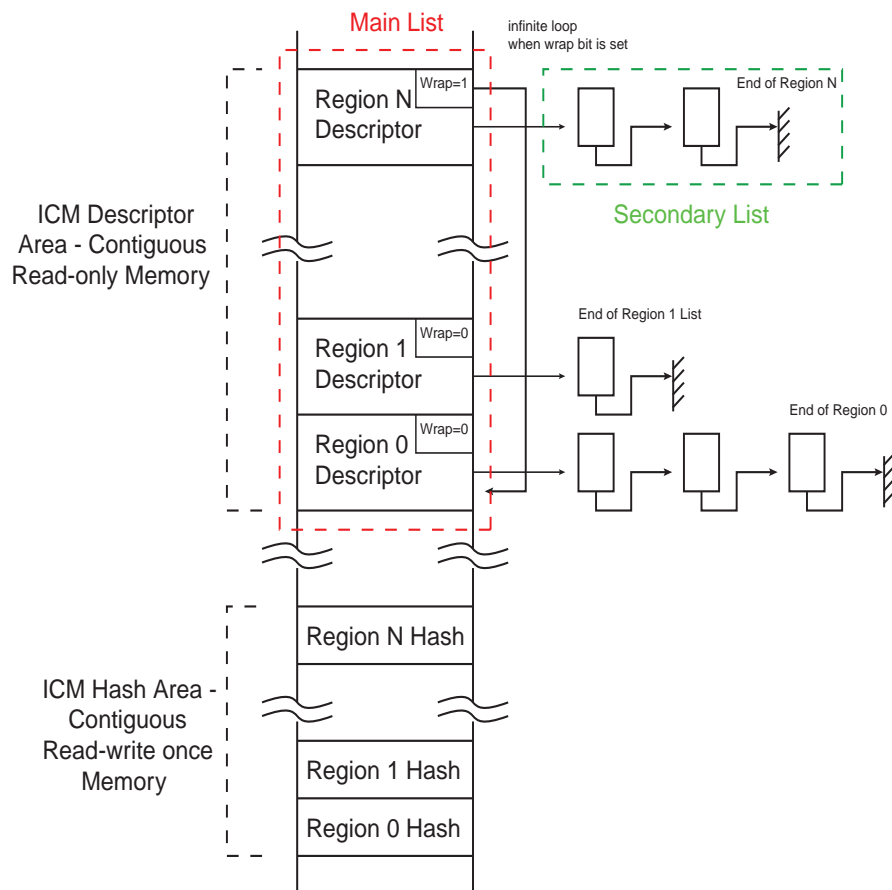 Main List
infinite loop
when wrap bit is set
Wrap=1
Region N
Descriptor
End of Region N
Secondary List
ICM Descriptor
Area - Contiguous
Read-only Memory
Wrap=0
Region 1
Descriptor
End of Region 1 List
Wrap=0
Region 0
Descriptor
End of Region 0
Region N Hash
ICM Hash Area -
Contiguous
Read-write once
Memory
Region 1 Hash
Region 0 Hash